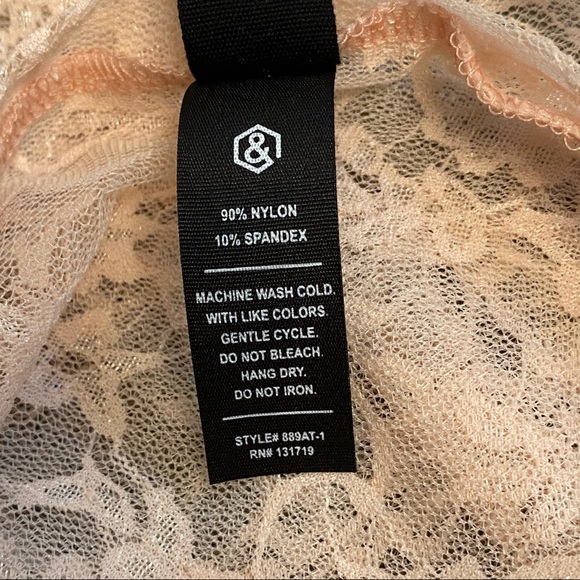 &
90% NYLON
10% SPANDEX
MACHINE WASH COLD.
WITH LIKE COLORS.
GENTLE CYCLE.
DO NOT BLEACH.
HANG DRY.
DO NOT IRON.
STYLE# 889AT-1
RN# 131719